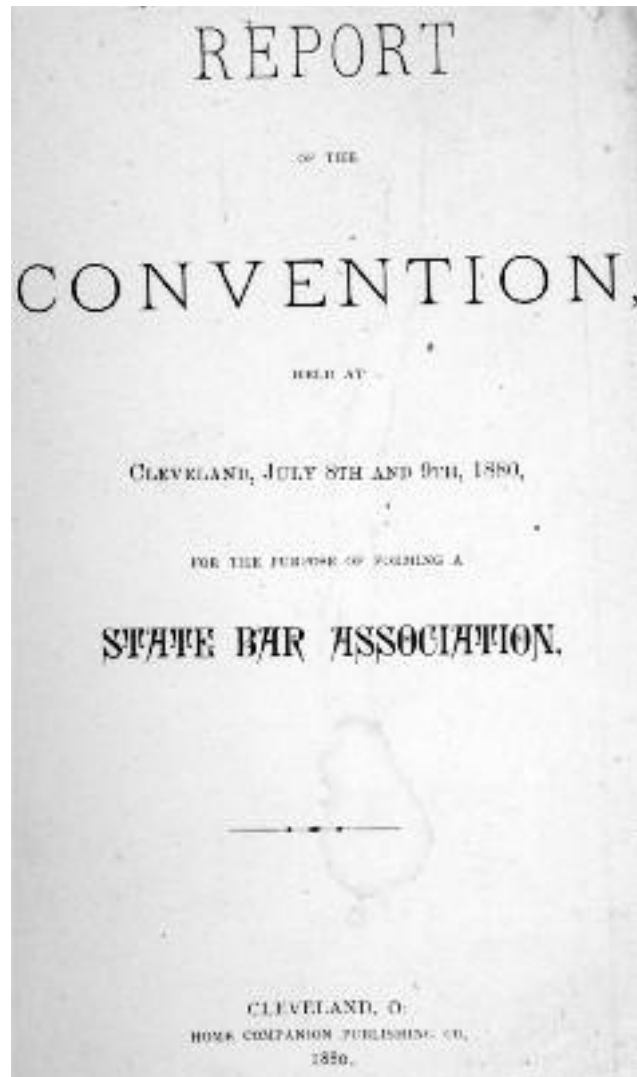 REPORT
OF THE
CONVENTION,
HELD AT
CLEVELAND, JULY 8TH AND 9TH, 1880,
FOR THE PURPOSE OF FORMING A
STATE BAR ASSOCIATION.
CLEVELAND, O:
HOME COMPANION PUBLISHING CO,
1880.